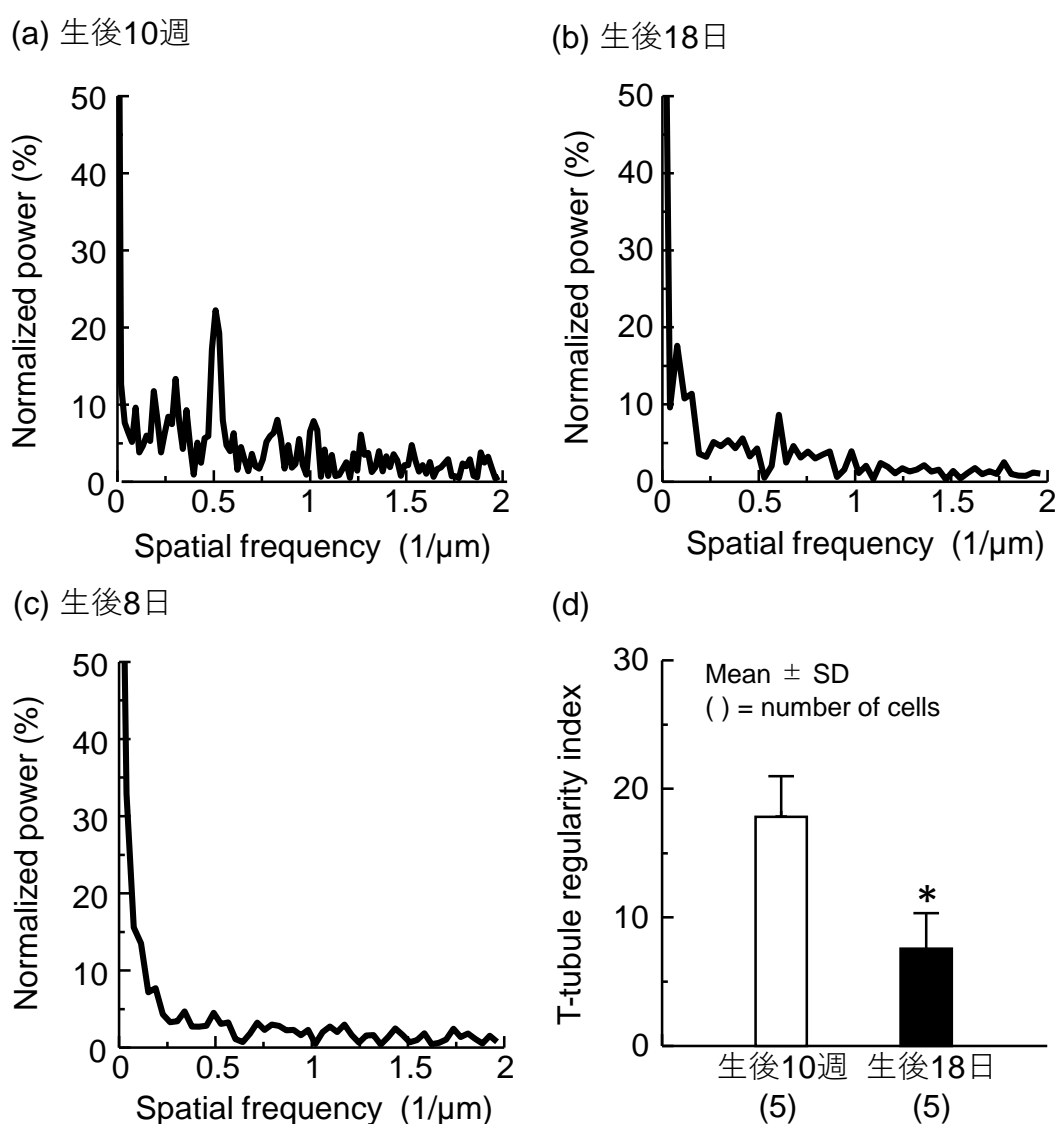 (a) 生後10週
50
40
30
20
10
0
Normalized power (%)
0 0.5 1 1.5 2
Spatial frequency (1/μm)
(b) 生後18日
50
40
30
20
10
0
Normalized power (%)
0 0.5 1 1.5 2
Spatial frequency (1/μm)
(c) 生後8日
50
40
30
20
10
0
Normalized power (%)
0 0.5 1 1.5 2
Spatial frequency (1/μm)
(d)
30
20
10
0
T-tubule regularity index
Mean ± SD
( ) = number of cells
*
生後10週 生後18日
(5) (5)